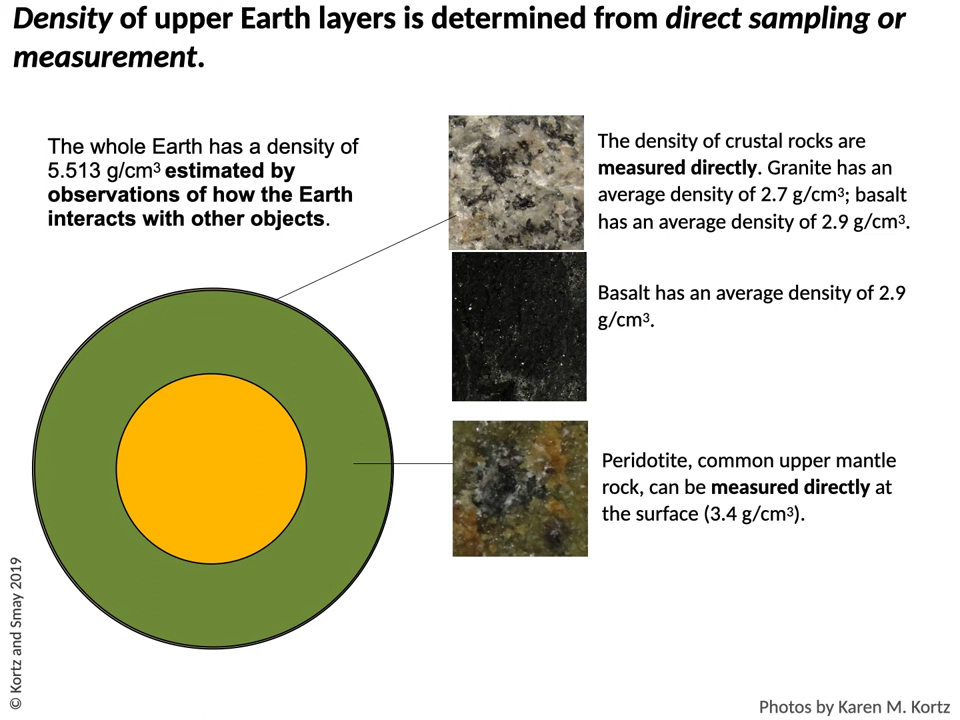 Density of upper Earth layers is determined from direct sampling or
measurement.
The whole Earth has a density of
5.513 g/cm³ estimated by
observations of how the Earth
interacts with other objects.
The density of crustal rocks are
measured directly. Granite has an
average density of 2.7 g/cm³; basalt
has an average density of 2.9 g/cm³.
Basalt has an average density of 2.9
g/cm³.
Peridotite, common upper mantle
rock, can be measured directly at
the surface (3.4 g/cm³).
© Kortz and Smay 2019
Photos by Karen M. Kortz